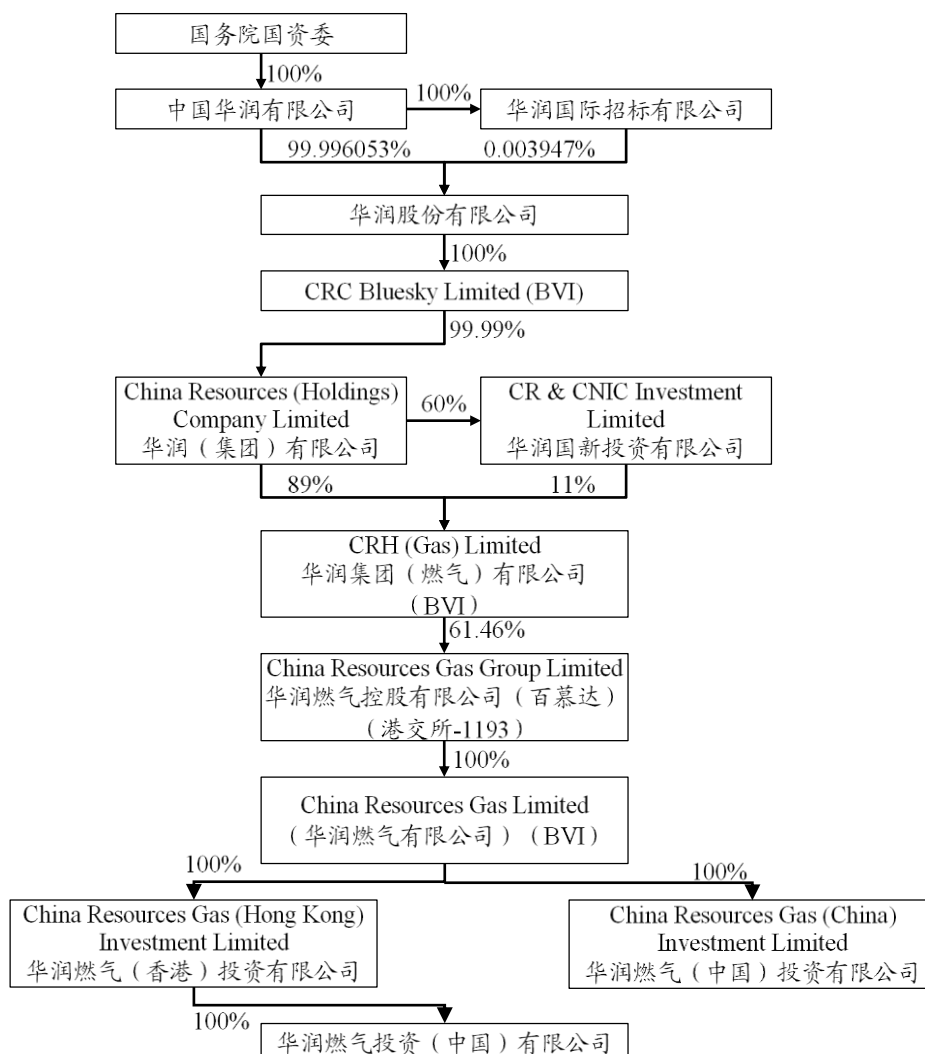 国务院国资委
100%
中国华润有限公司
100%
华润国际招标有限公司
99.996053%
0.003947%
华润股份有限公司
100%
CRC Bluesky Limited (BVI)
99.99%
China Resources (Holdings)
Company Limited
华润（集团）有限公司
60%
CR & CNIC Investment
Limited
华润国新投资有限公司
89%
11%
CRH (Gas) Limited
华润集团（燃气）有限公司
（BVI）
61.46%
China Resources Gas Group Limited
华润燃气控股有限公司（百慕达）
（港交所-1193）
100%
China Resources Gas Limited
（华润燃气有限公司）（BVI）
100%
100%
China Resources Gas (Hong Kong)
Investment Limited
华润燃气（香港）投资有限公司
China Resources Gas (China)
Investment Limited
华润燃气（中国）投资有限公司
100%
华润燃气投资（中国）有限公司